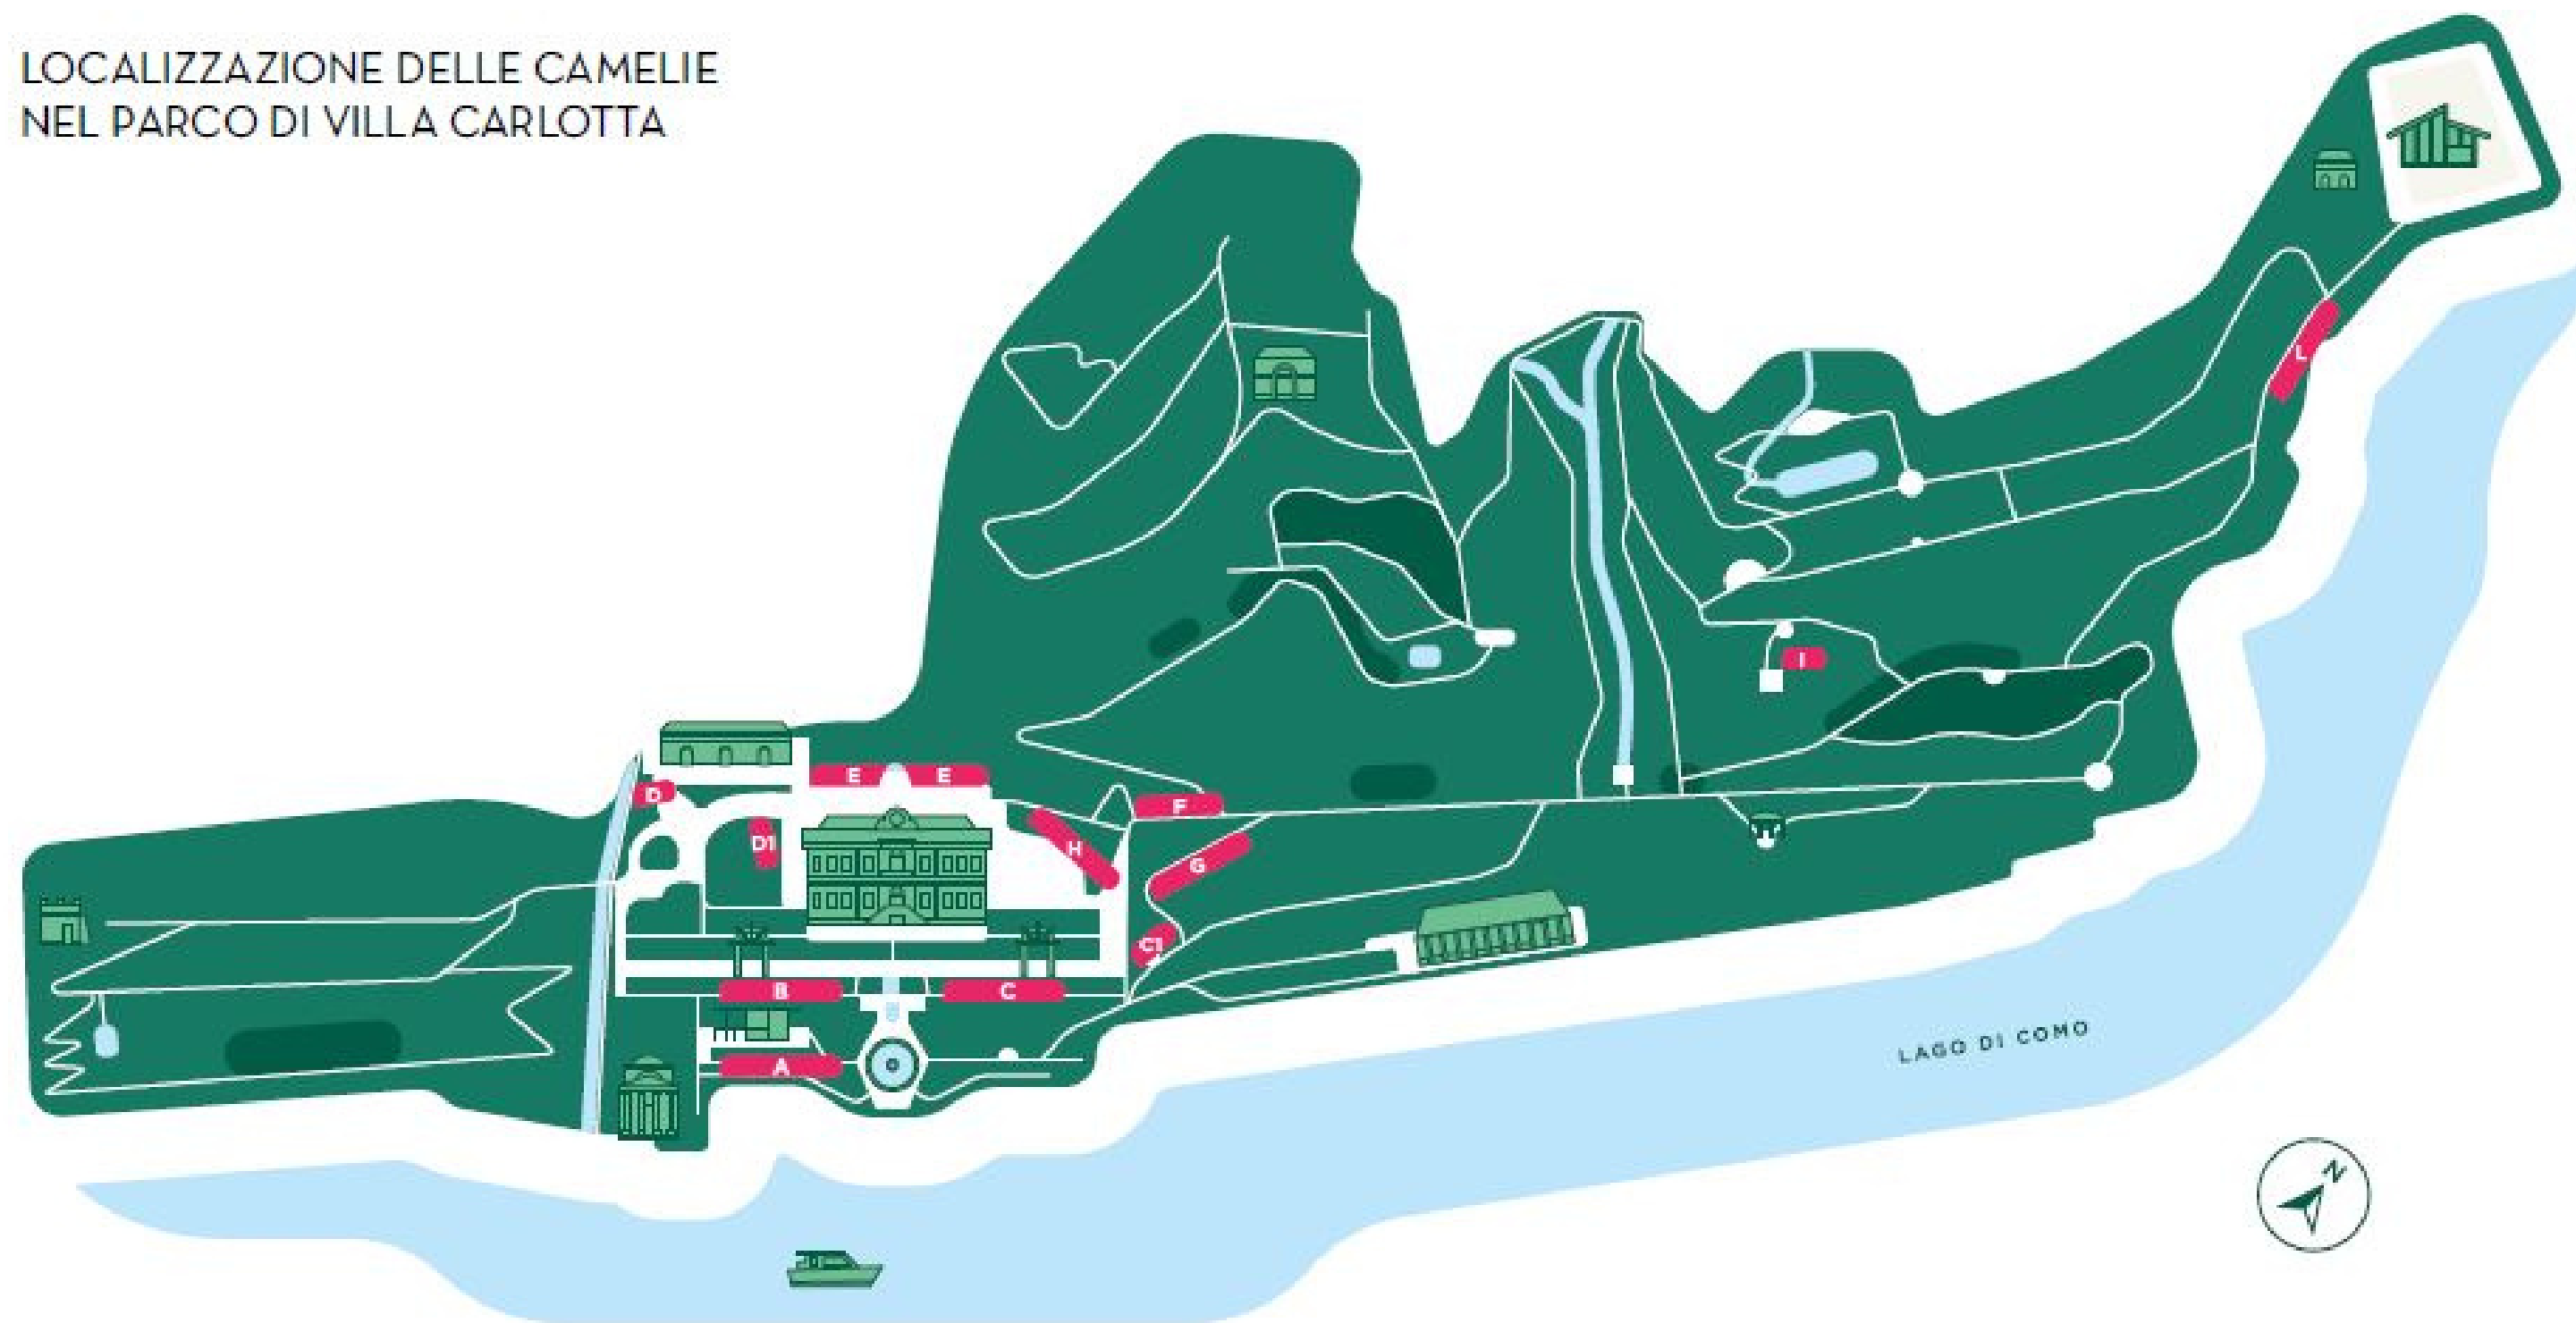 LOCALIZZAZIONE DELLE CAMELIE
NEL PARCO DI VILLA CARLOTTA
L
I
E
E
D
F
D1
H
G
C1
B
C
A
LAGO DI COMO
N